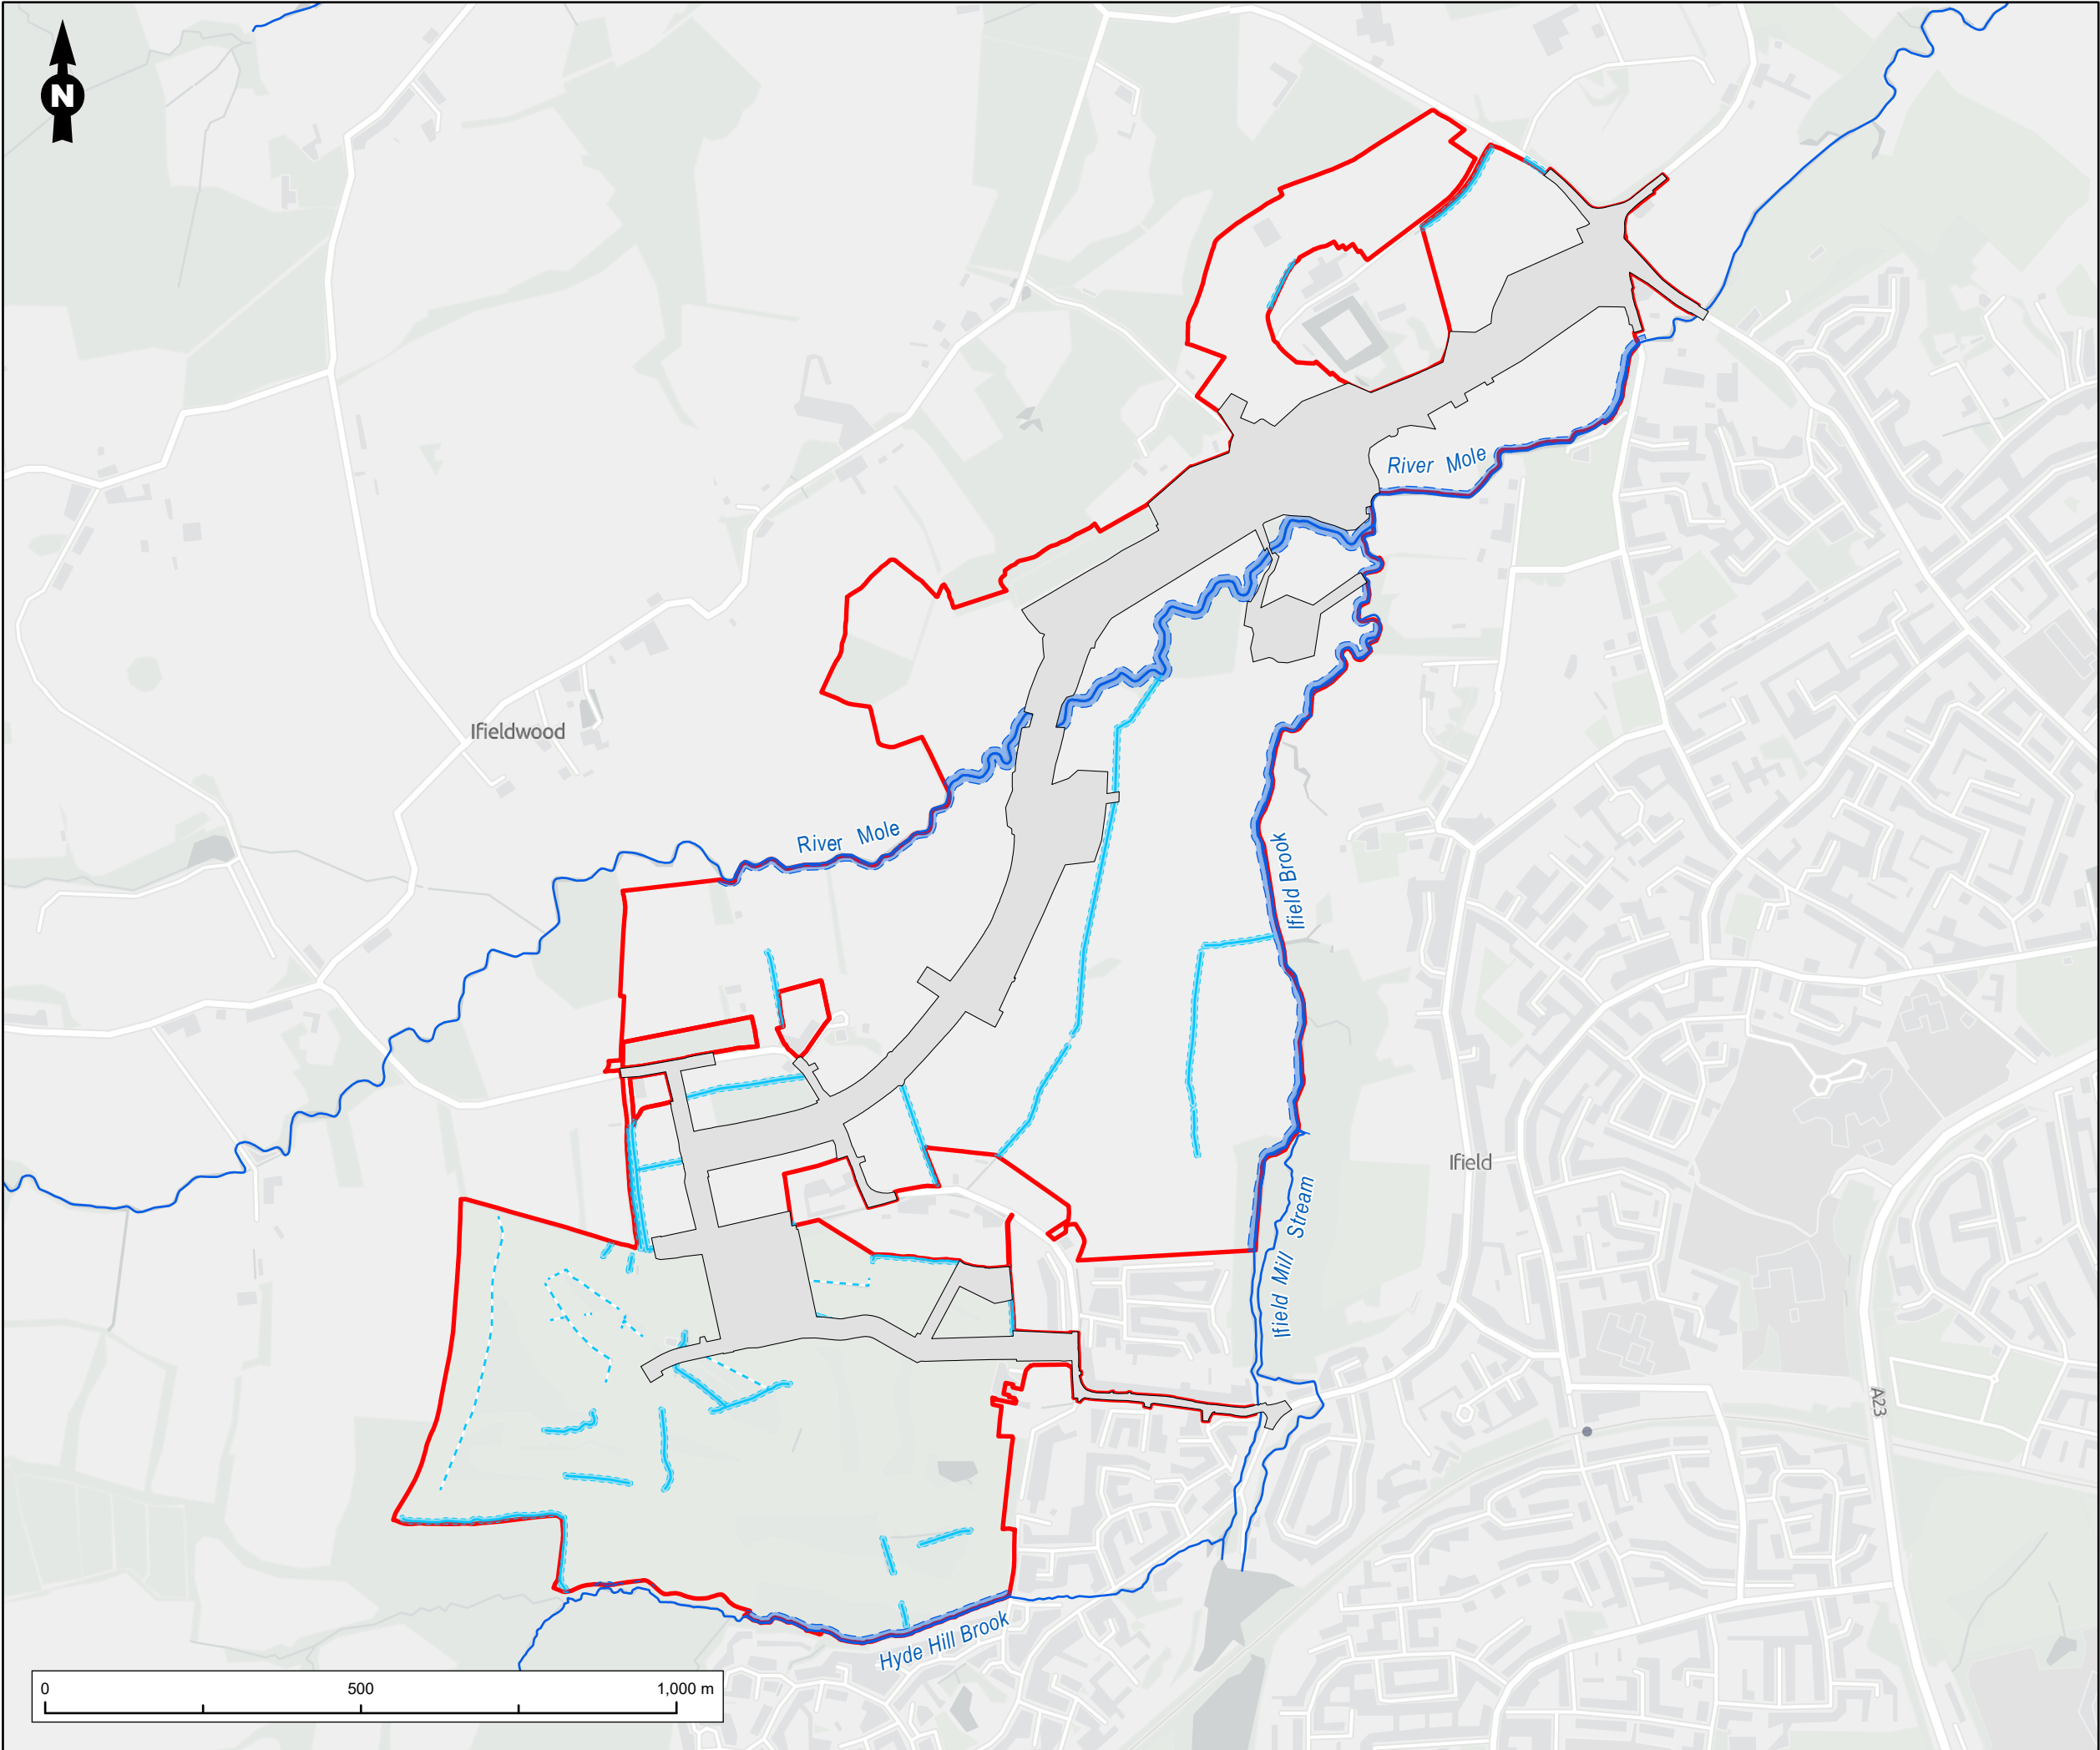 N
River Mole
Ifieldwood
River Mole
Ifield Brook
Ifield
Ifield Mill Stream
A23
Hyde Hill Brook
0 500 1,000 m